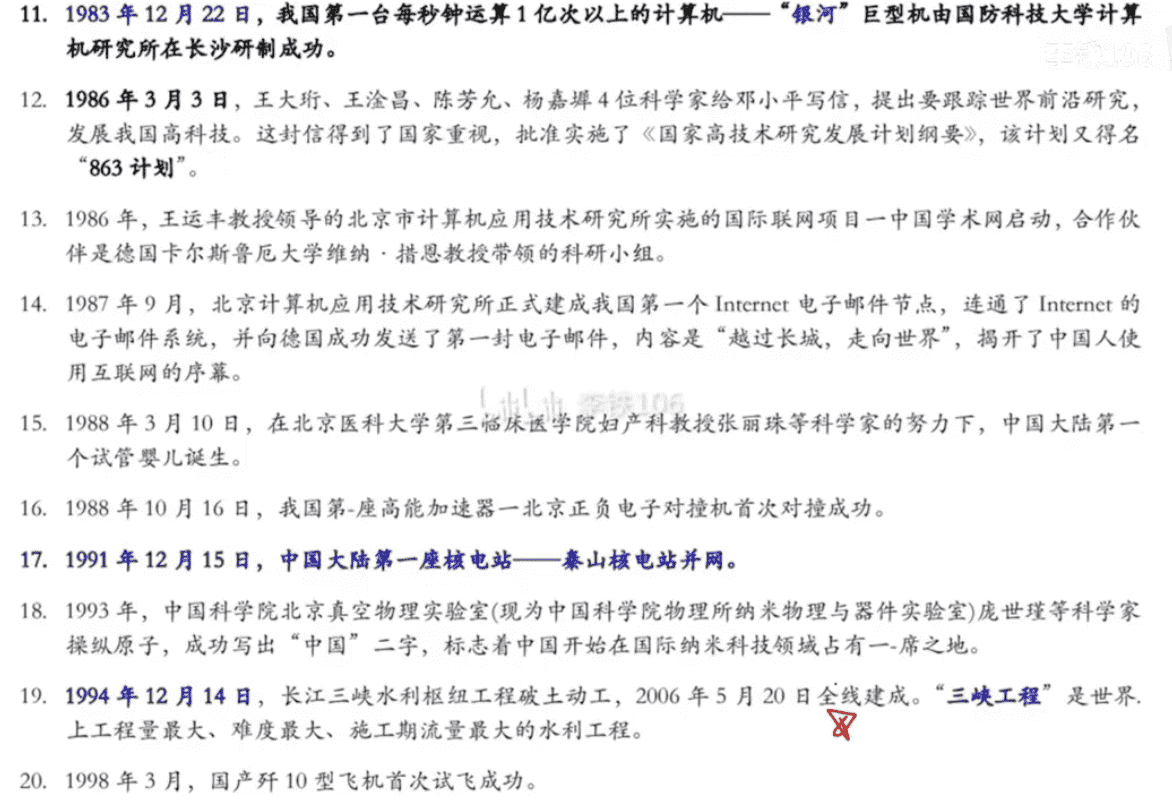 11. 1983 年 12 月 22 日，我国第一台每秒钟运算 1 亿次以上的计算机——“银河”巨型机由国防科技大学计算
机研究所在长沙研制成功。
12. 1986 年 3 月 3 日，王大珩、王淦昌、陈芳允、杨嘉墀 4 位科学家给邓小平写信，提出要跟踪世界前沿研究，
发展我国高科技。这封信得到了国家重视，批准实施了《国家高技术研究发展计划纲要》，该计划又得名
“863 计划”。
13. 1986 年，王运丰教授领导的北京市计算机应用技术研究所实施的国际联网项目一中国学术网启动，合作伙
伴是德国卡尔斯鲁厄大学维纳·措恩教授带领的科研小组。
14. 1987 年 9 月，北京计算机应用技术研究所正式建成我国第一个 Internet 电子邮件节点，连通了 Internet 的
电子邮件系统，并向德国成功发送了第一封电子邮件，内容是“越过长城，走向世界”，揭开了中国人使
用互联网的序幕。
李铁106
15. 1988 年 3 月 10 日，在北京医科大学第三临床医学院妇产科教授张丽珠等科学家的努力下，中国大陆第一
个试管婴儿诞生。
16. 1988 年 10 月 16 日，我国第-座高能加速器一北京正负电子对撞机首次对撞成功。
17. 1991 年 12 月 15 日，中国大陆第一座核电站——秦山核电站并网。
18. 1993 年，中国科学院北京真空物理实验室(现为中国科学院物理所纳米物理与器件实验室)庞世瑾等科学家
操纵原子，成功写出“中国”二字，标志着中国开始在国际纳米科技领域占有一-席之地。
19. 1994 年 12 月 14 日，长江三峡水利枢纽工程破土动工，2006 年 5 月 20 日全线建成。“三峡工程”是世界.
上工程量最大、难度最大、施工期流量最大的水利工程。
20. 1998 年 3 月，国产歼 10 型飞机首次试飞成功。